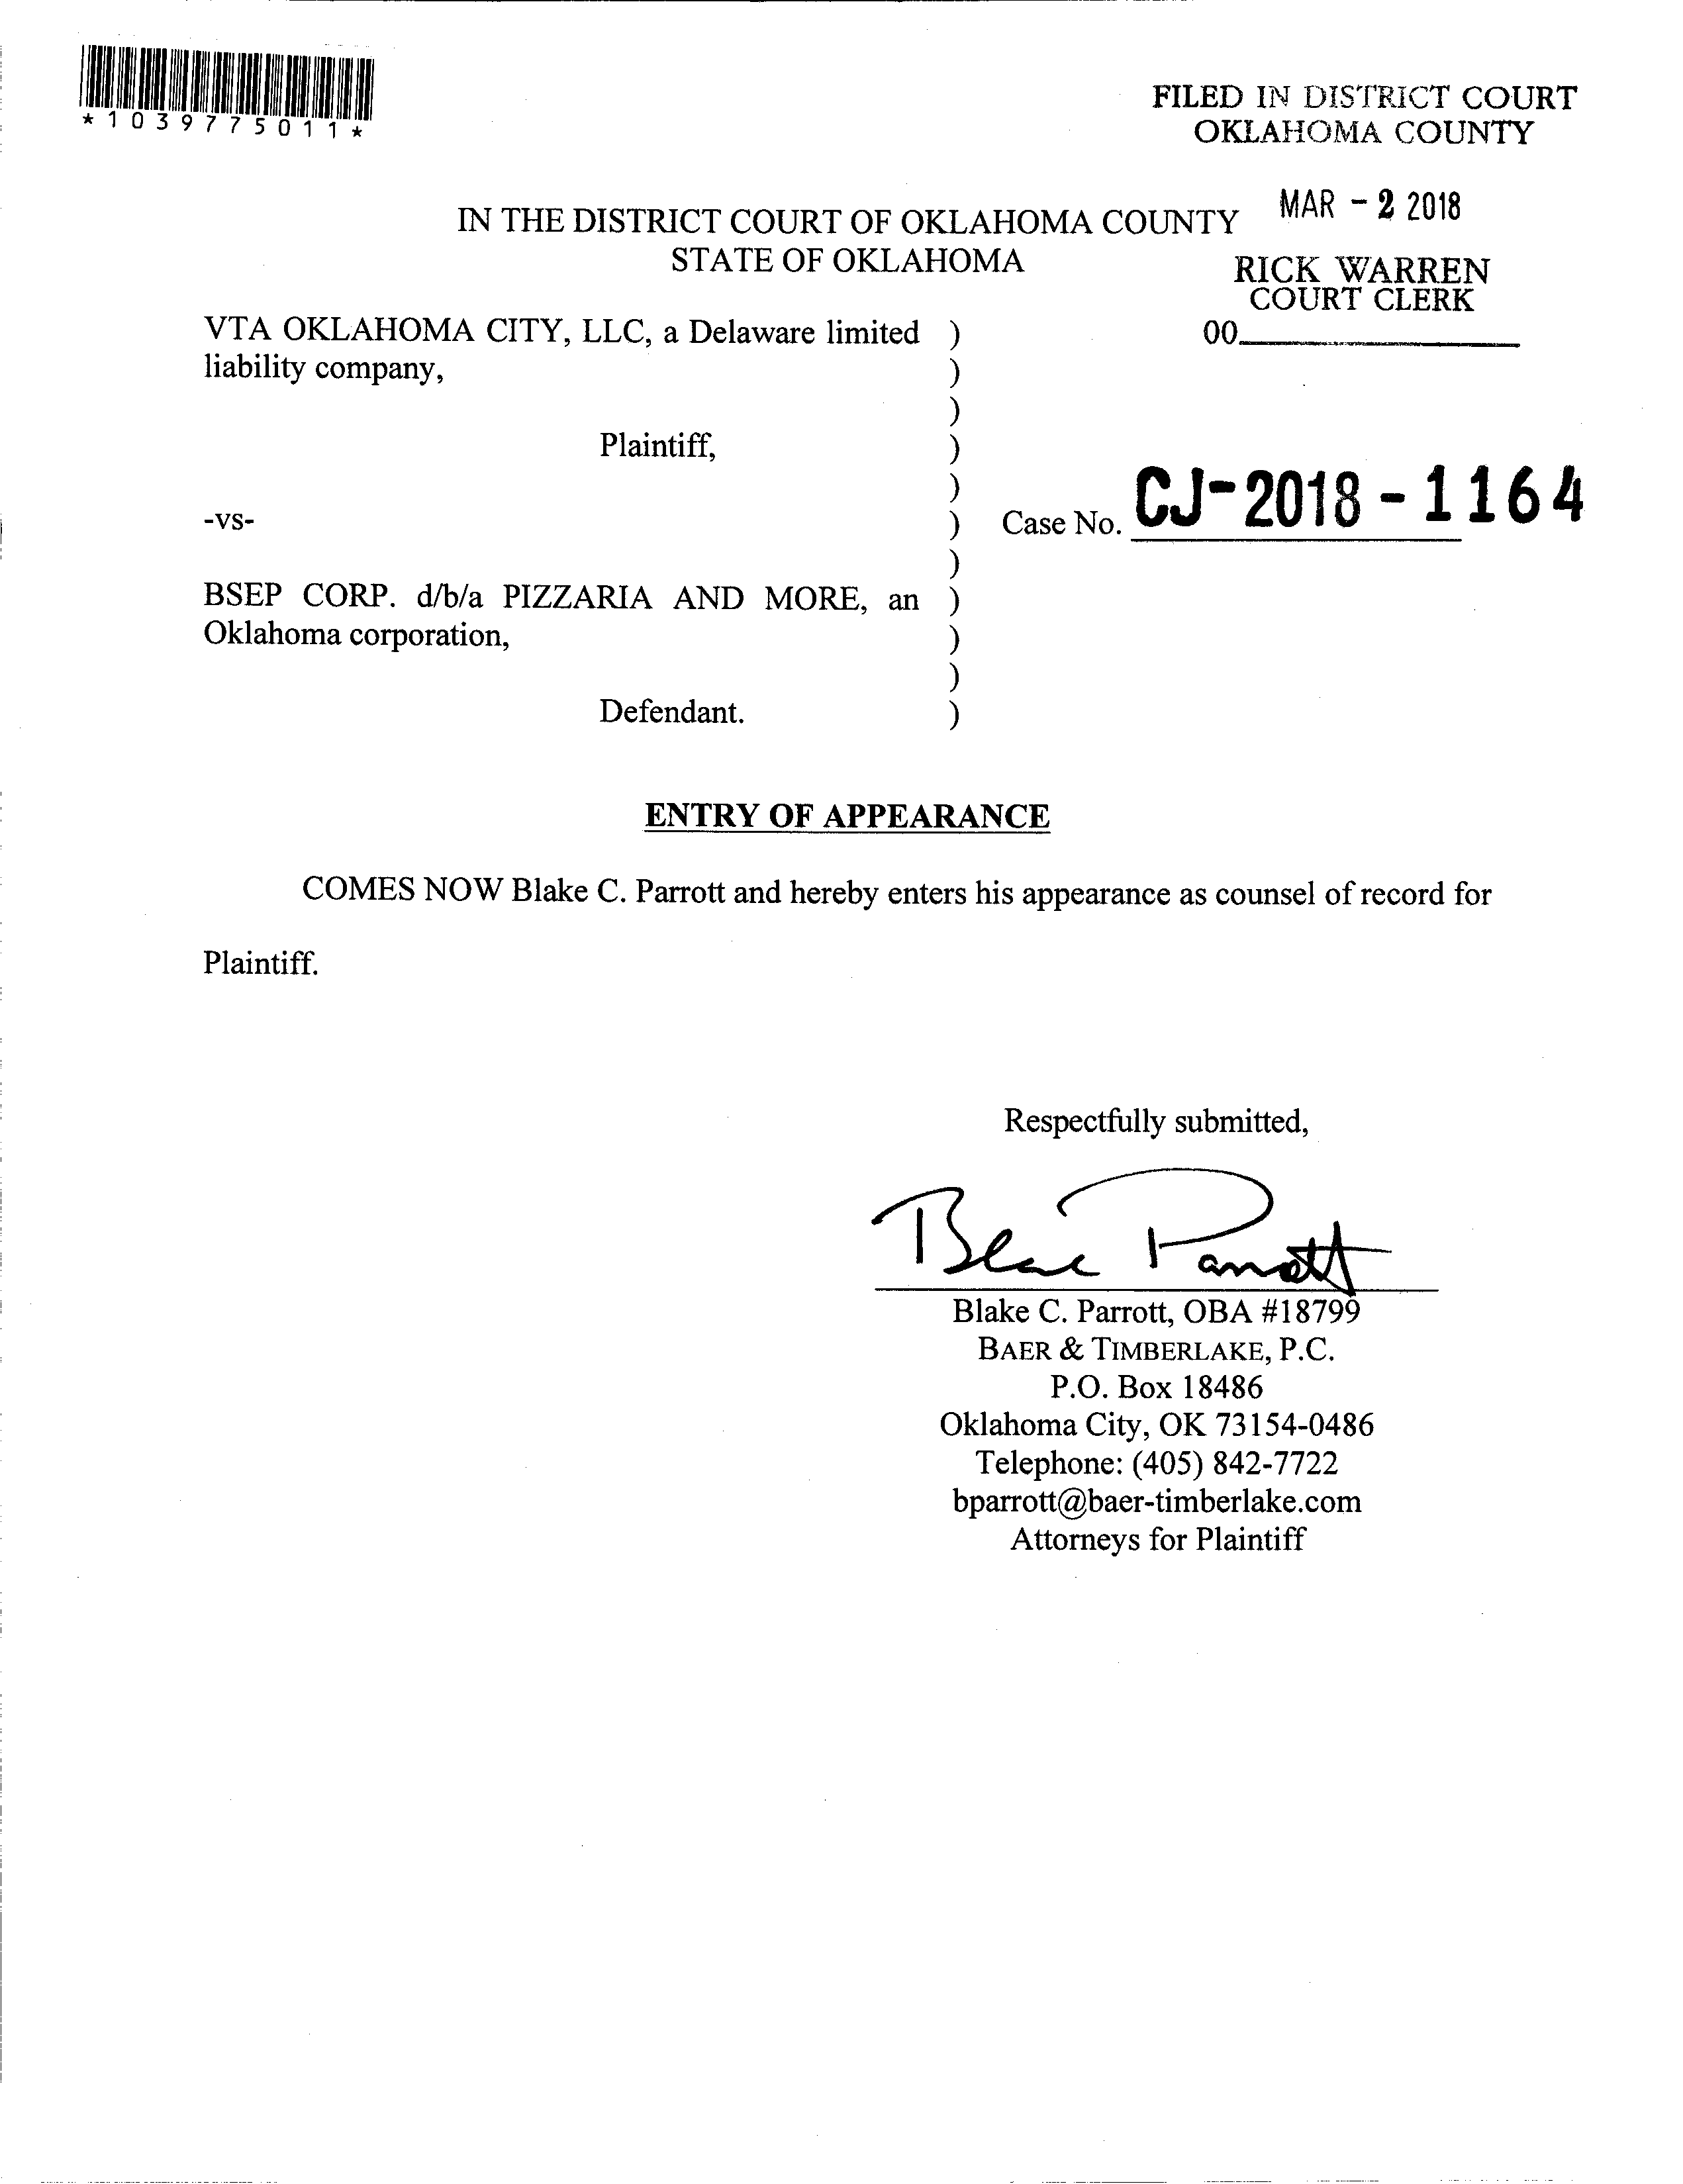 *1039775011*
FILED IN DISTRICT COURT
OKLAHOMA COUNTY
MAR - 2 2018
RICK WARREN
COURT CLERK
00
IN THE DISTRICT COURT OF OKLAHOMA COUNTY
STATE OF OKLAHOMA
VTA OKLAHOMA CITY, LLC, a Delaware limited )
liability company, )
)
Plaintiff, )
)
-vs- ) Case No. CJ-2018-1164
)
BSEP CORP. d/b/a PIZZARIA AND MORE, an )
Oklahoma corporation, )
)
Defendant. )
ENTRY OF APPEARANCE
COMES NOW Blake C. Parrott and hereby enters his appearance as counsel of record for
Plaintiff.
Respectfully submitted,
Blake Parrott
Blake C. Parrott, OBA #18799
BAER & TIMBERLAKE, P.C.
P.O. Box 18486
Oklahoma City, OK 73154-0486
Telephone: (405) 842-7722
bparrott@baer-timberlake.com
Attorneys for Plaintiff